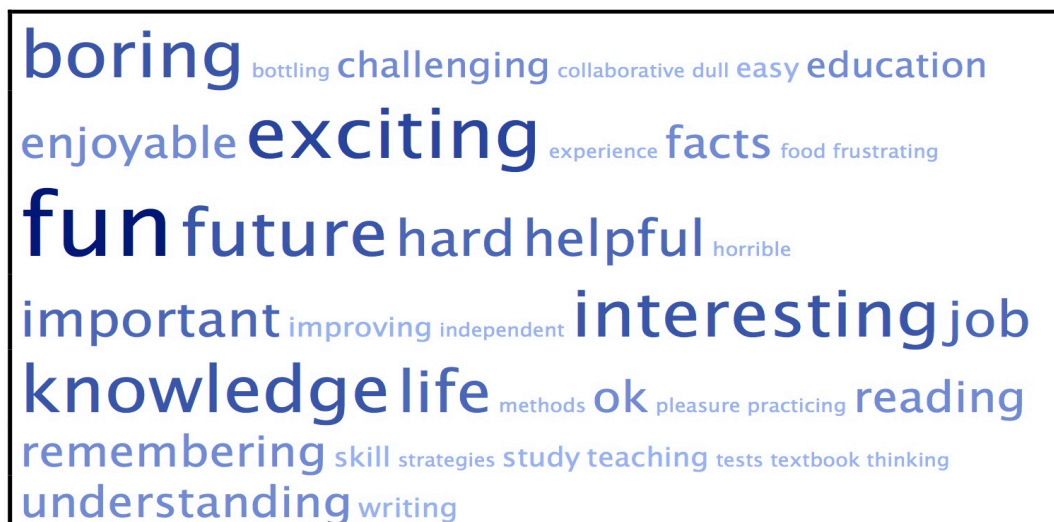 boring bottling challenging collaborative dull easy education
enjoyable exciting experience facts food frustrating
fun future hard helpful horrible
important improving independent interesting job
knowledge life methods ok pleasure practicing reading
remembering skill strategies study teaching tests textbook thinking
understanding writing